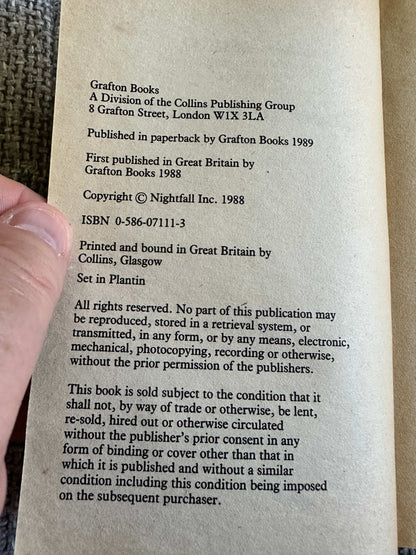 Grafton Books
A Division of the Collins Publishing Group
8 Grafton Street, London W1X 3LA
Published in paperback by Grafton Books 1989
First published in Great Britain by
Grafton Books 1988
Copyright © Nightfall Inc. 1988
ISBN 0-586-07111-3
Printed and bound in Great Britain by
Collins, Glasgow
Set in Plantin
All rights reserved. No part of this publication may
be reproduced, stored in a retrieval system, or
transmitted, in any form, or by any means, electronic,
mechanical, photocopying, recording or otherwise,
without the prior permission of the publishers.
This book is sold subject to the condition that it
shall not, by way of trade or otherwise, be lent,
re-sold, hired out or otherwise circulated
without the publisher's prior consent in any
form of binding or cover other than that in
which it is published and without a similar
condition including this condition being imposed
on the subsequent purchaser.